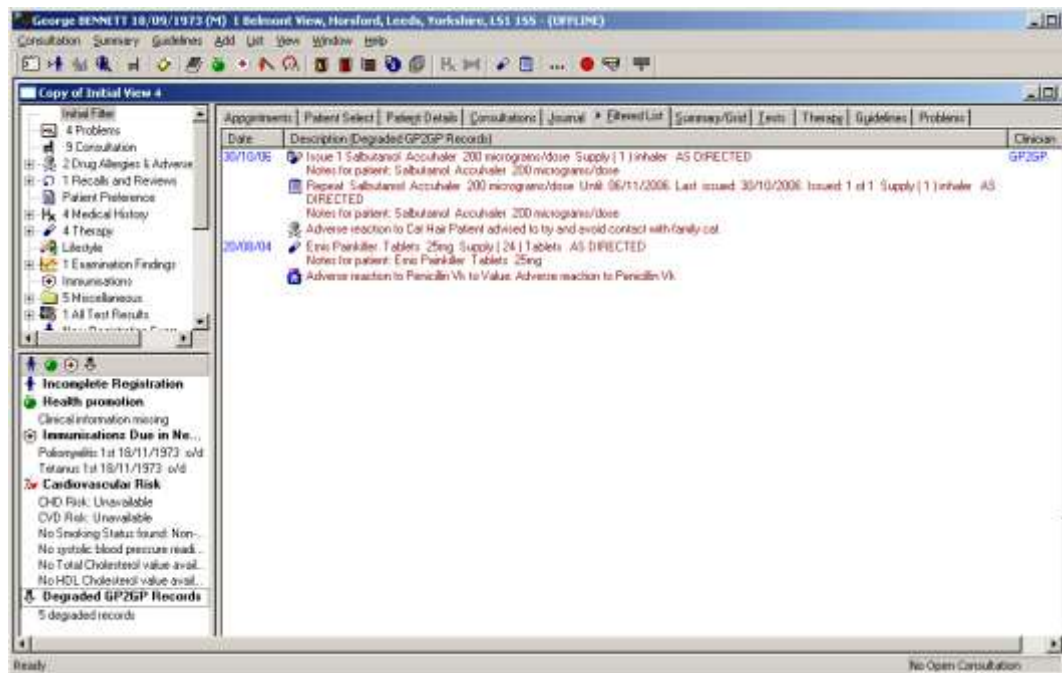 George BENNETT 18/09/1973 (M) 1 Belmont View, Horsford, Leeds, Yorkshire, LS1 1SS - (OFFLINE)
Consultation Summary Guidelines Add List View Window Help
Copy of Initial View 4
Initial Filter
4 Problems
9 Consultation
2 Drug Allergies & Adverse
1 Recalls and Reviews
Patient Preference
4 Medical History
4 Therapy
Lifestyle
1 Examination Findings
Immunisations
5 Miscellaneous
1 All Test Results
Appointments Patient Select Patient Details Consultations Journal Filtered List Summary/Grid Tests Therapy Guidelines Problems
Date Description (Degraded GP2GP Records) Clinician
30/10/06 Issue 1 Salbutamol Accuhaler 200 micrograms/dose Supply ( 1 ) inhaler AS DIRECTED GP2GP,
Notes for patient: Salbutamol Accuhaler 200 micrograms/dose
Repeat Salbutamol Accuhaler 200 micrograms/dose Until: 06/11/2006 Last issued: 30/10/2006 Issued: 1 of 1 Supply ( 1 ) inhaler AS
DIRECTED
Notes for patient: Salbutamol Accuhaler 200 micrograms/dose
Adverse reaction to Cat Hair Patient advised to try and avoid contact with family cat.
20/08/04 Emis Painkiller Tablets 25mg Supply ( 24 ) Tablets AS DIRECTED
Notes for patient: Emis Painkiller Tablets 25mg
Adverse reaction to Penicillin Vk to Value: Adverse reaction to Penicillin Vk
Incomplete Registration
Health promotion
Clinical information missing
Immunisations Due in Ne...
Poliomyelitis 1st 18/11/1973 o/d
Tetanus 1st 18/11/1973 o/d
Cardiovascular Risk
CHD Risk: Unavailable
CVD Risk: Unavailable
No Smoking Status found: Non-...
No systolic blood pressure readi...
No Total Cholesterol value avail...
No HDL Cholesterol value avail...
Degraded GP2GP Records
5 degraded records
Ready No Open Consultation